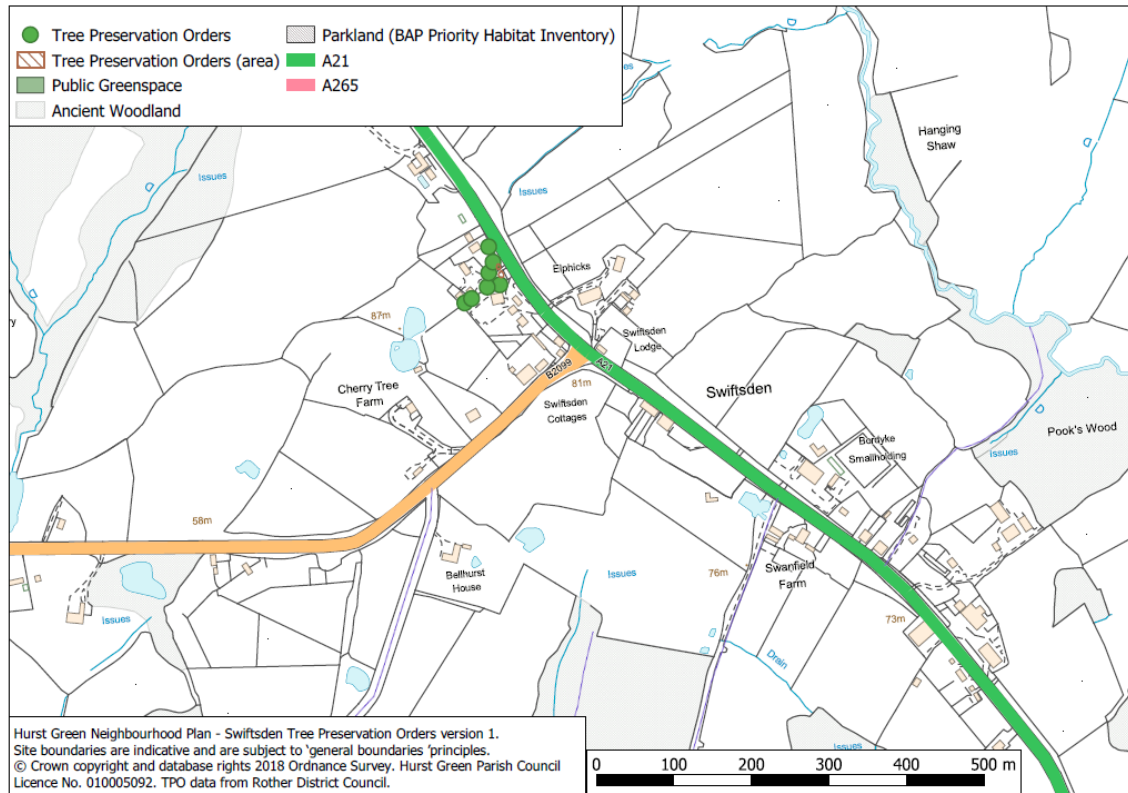 Tree Preservation Orders
Tree Preservation Orders (area)
Public Greenspace
Ancient Woodland
Parkland (BAP Priority Habitat Inventory)
A21
A265
Issues
Hanging
Shaw
Issues
Issues
Elphicks
87m
Swiftsden
Lodge
B2099
A21
81m
Cherry Tree
Farm
Swiftsden
Cottages
Swiftsden
Bordyke
Smallholding
Pook's Wood
Issues
58m
Bellhurst
House
Issues
76m
Swanfield
Farm
73m
Issues
Drain
Issues
Hurst Green Neighbourhood Plan - Swiftsden Tree Preservation Orders version 1.
Site boundaries are indicative and are subject to ‘general boundaries ’principles.
© Crown copyright and database rights 2018 Ordnance Survey. Hurst Green Parish Council
Licence No. 010005092. TPO data from Rother District Council.
0 100 200 300 400 500 m